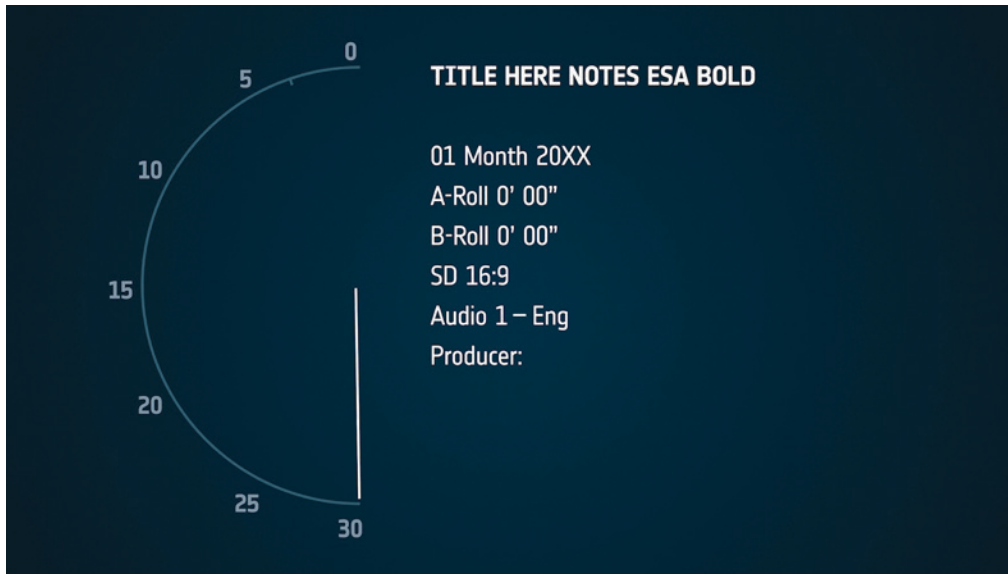 0
5
10
15
20
25
30
TITLE HERE NOTES ESA BOLD
01 Month 20XX
A-Roll 0’ 00”
B-Roll 0’ 00”
SD 16:9
Audio 1 – Eng
Producer: